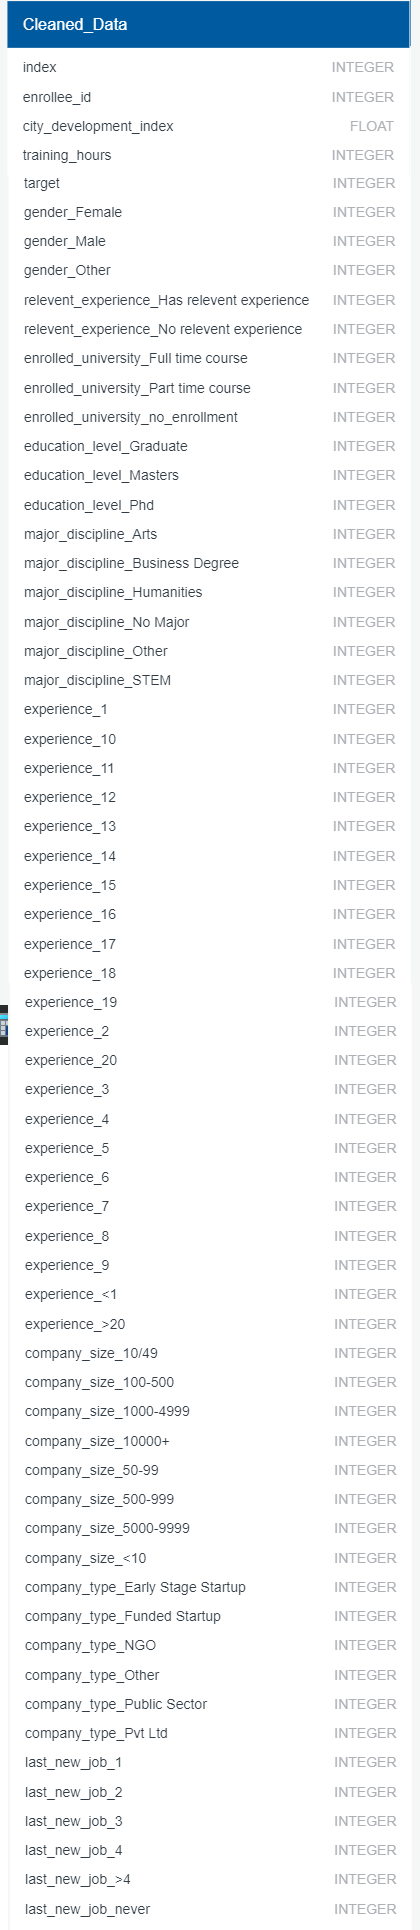 Cleaned_Data
index INTEGER
enrollee_id INTEGER
city_development_index FLOAT
training_hours INTEGER
target INTEGER
gender_Female INTEGER
gender_Male INTEGER
gender_Other INTEGER
relevent_experience_Has relevent experience INTEGER
relevent_experience_No relevent experience INTEGER
enrolled_university_Full time course INTEGER
enrolled_university_Part time course INTEGER
enrolled_university_no_enrollment INTEGER
education_level_Graduate INTEGER
education_level_Masters INTEGER
education_level_Phd INTEGER
major_discipline_Arts INTEGER
major_discipline_Business Degree INTEGER
major_discipline_Humanities INTEGER
major_discipline_No Major INTEGER
major_discipline_Other INTEGER
major_discipline_STEM INTEGER
experience_1 INTEGER
experience_10 INTEGER
experience_11 INTEGER
experience_12 INTEGER
experience_13 INTEGER
experience_14 INTEGER
experience_15 INTEGER
experience_16 INTEGER
experience_17 INTEGER
experience_18 INTEGER
experience_19 INTEGER
experience_2 INTEGER
experience_20 INTEGER
experience_3 INTEGER
experience_4 INTEGER
experience_5 INTEGER
experience_6 INTEGER
experience_7 INTEGER
experience_8 INTEGER
experience_9 INTEGER
experience_<1 INTEGER
experience_>20 INTEGER
company_size_10/49 INTEGER
company_size_100-500 INTEGER
company_size_1000-4999 INTEGER
company_size_10000+ INTEGER
company_size_50-99 INTEGER
company_size_500-999 INTEGER
company_size_5000-9999 INTEGER
company_size_<10 INTEGER
company_type_Early Stage Startup INTEGER
company_type_Funded Startup INTEGER
company_type_NGO INTEGER
company_type_Other INTEGER
company_type_Public Sector INTEGER
company_type_Pvt Ltd INTEGER
last_new_job_1 INTEGER
last_new_job_2 INTEGER
last_new_job_3 INTEGER
last_new_job_4 INTEGER
last_new_job_>4 INTEGER
last_new_job_never INTEGER